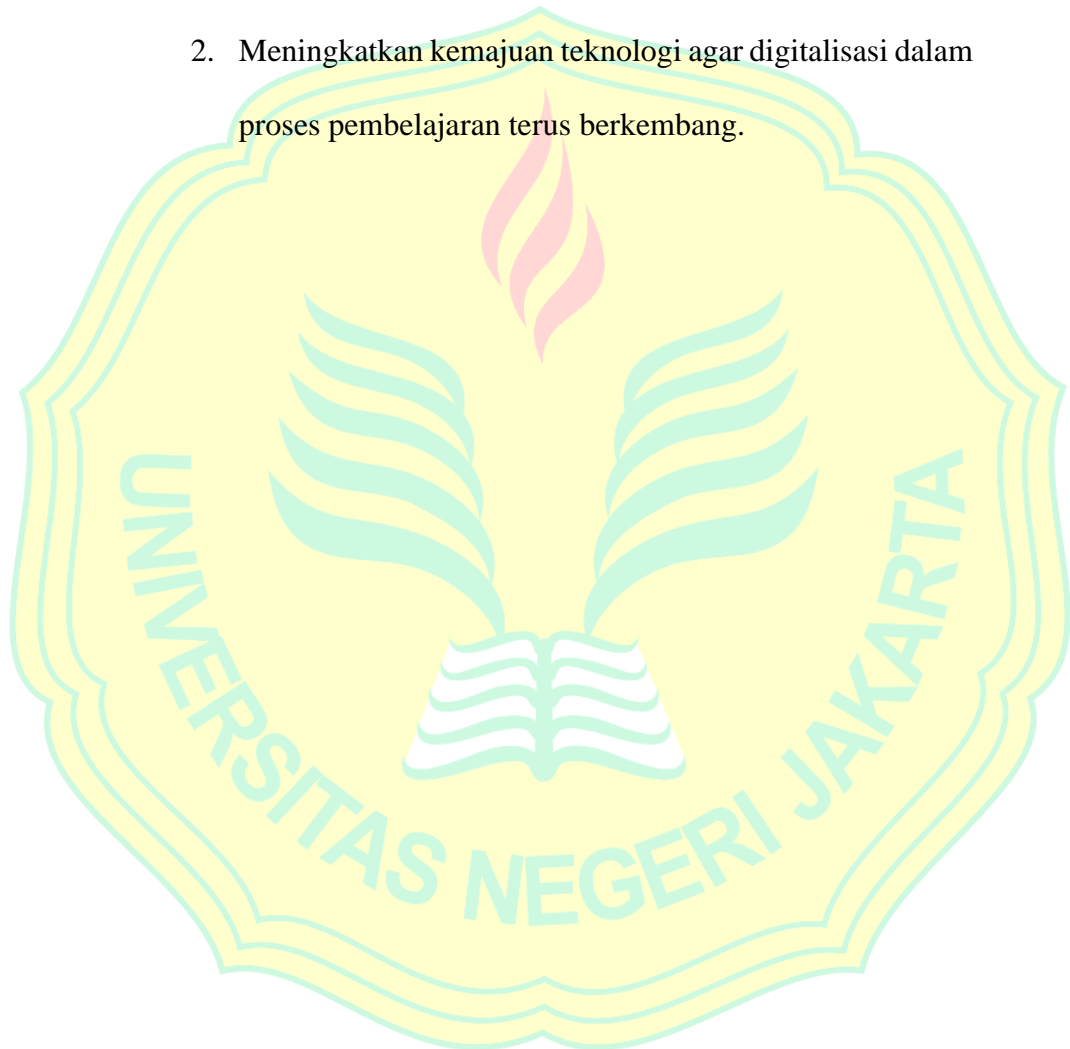 2. Meningkatkan kemajuan teknologi agar digitalisasi dalam
proses pembelajaran terus berkembang.
UNIVERSITAS NEGERI JAKARTA